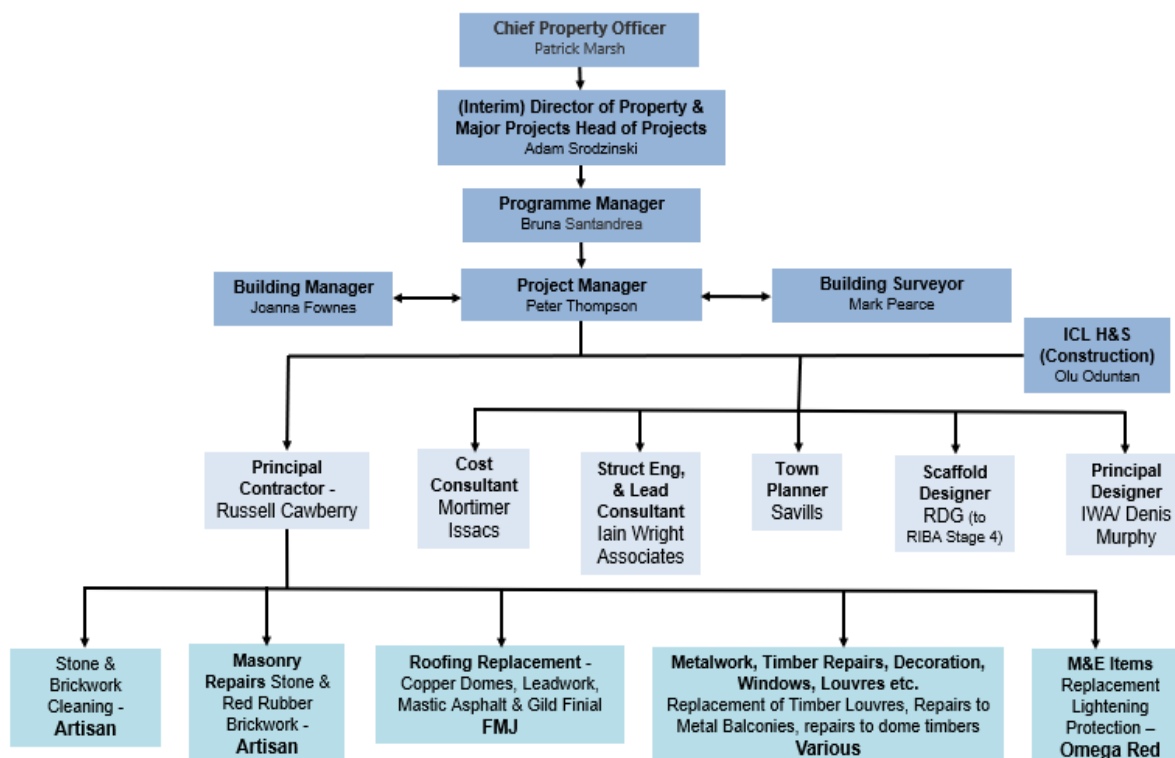 Chief Property Officer
Patrick Marsh
(Interim) Director of Property &
Major Projects Head of Projects
Adam Srodzinski
Programme Manager
Bruna Santandrea
Building Manager
Joanna Fownes
Project Manager
Peter Thompson
Building Surveyor
Mark Pearce
ICL H&S
(Construction)
Olu Oduntan
Principal
Contractor -
Russell Cawberry
Cost
Consultant
Mortimer
Issacs
Struct Eng,
& Lead
Consultant
Iain Wright
Associates
Town
Planner
Savills
Scaffold
Designer
RDG (to
RIBA Stage 4)
Principal
Designer
IWA/ Denis
Murphy
Stone &
Brickwork
Cleaning -
Artisan
Masonry
Repairs Stone &
Red Rubber
Brickwork -
Artisan
Roofing Replacement -
Copper Domes, Leadwork,
Mastic Asphalt & Gild Finial
FMJ
Metalwork, Timber Repairs, Decoration,
Windows, Louvres etc.
Replacement of Timber Louvres, Repairs to
Metal Balconies, repairs to dome timbers
Various
M&E Items
Replacement
Lightening
Protection –
Omega Red